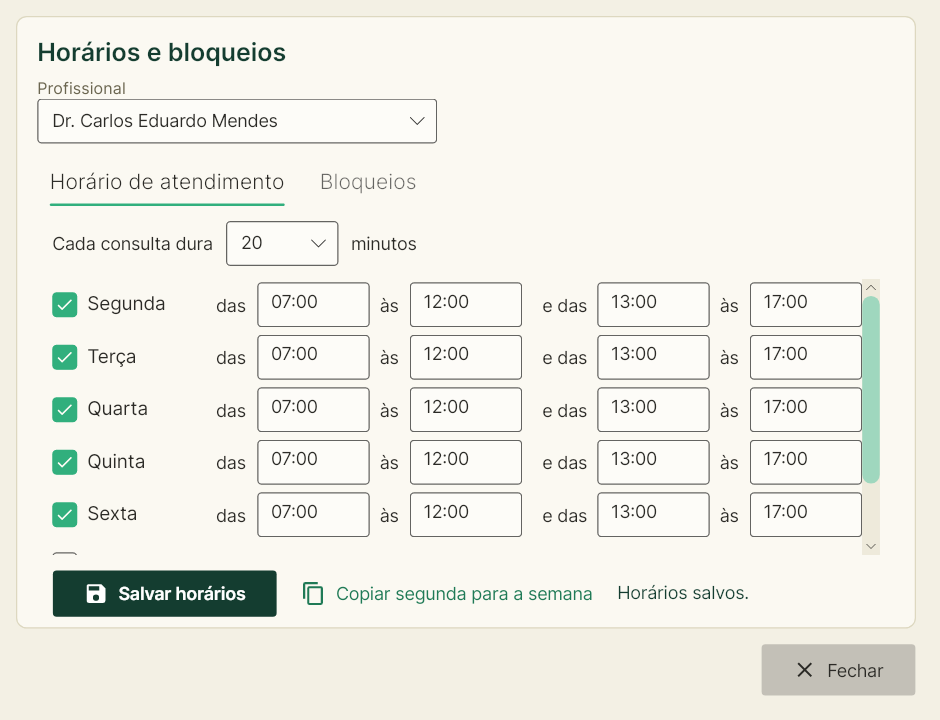 Horários e bloqueios
Profissional
Dr. Carlos Eduardo Mendes
Horário de atendimento Bloqueios
Cada consulta dura 20 minutos
Segunda das 07:00 às 12:00 e das 13:00 às 17:00
Terça das 07:00 às 12:00 e das 13:00 às 17:00
Quarta das 07:00 às 12:00 e das 13:00 às 17:00
Quinta das 07:00 às 12:00 e das 13:00 às 17:00
Sexta das 07:00 às 12:00 e das 13:00 às 17:00
Salvar horários Copiar segunda para a semana Horários salvos.
Fechar